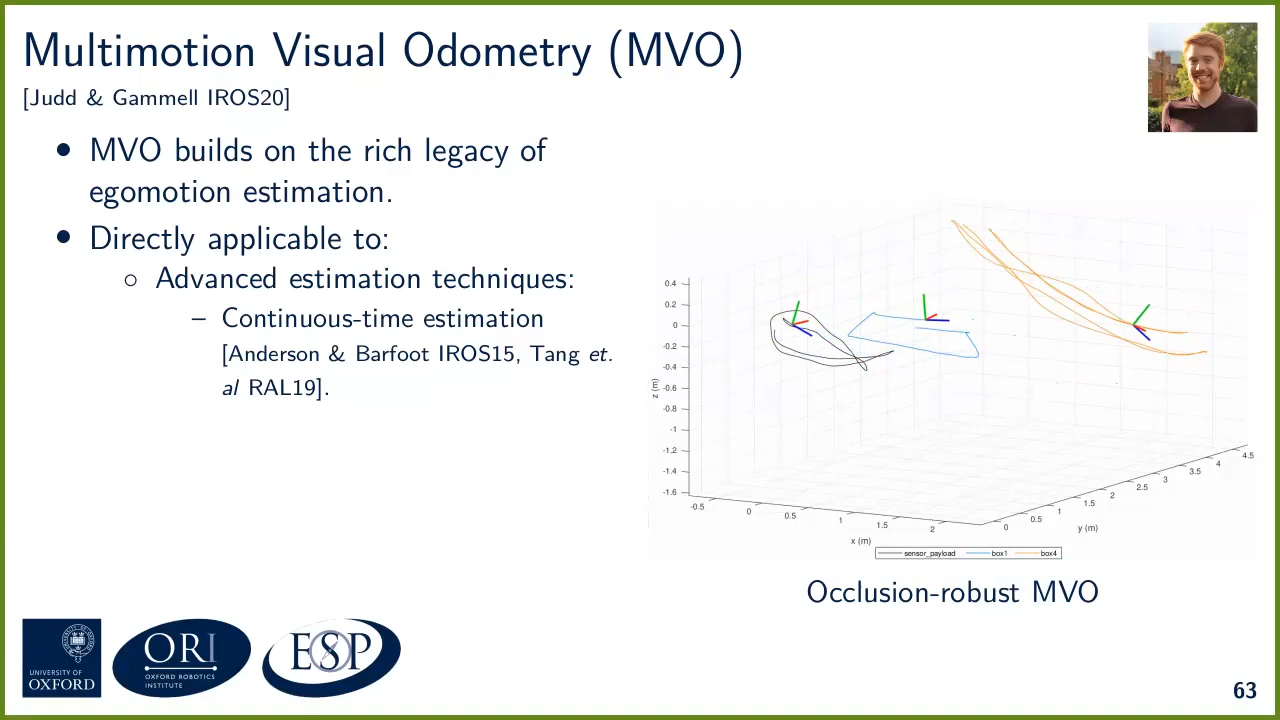 Multimotion Visual Odometry (MVO)
[Judd & Gammell IROS20]
• MVO builds on the rich legacy of
egomotion estimation.
• Directly applicable to:
○ Advanced estimation techniques:
– Continuous-time estimation
[Anderson & Barfoot IROS15, Tang et.
al RAL19].
0.4
0.2
0
-0.2
-0.4
-0.6
-0.8
-1
-1.2
-1.4
-1.6
z (m)
-0.5
0
0.5
1
1.5
2
x (m)
0
0.5
1
1.5
2
2.5
3
3.5
4
4.5
y (m)
sensor_payload box1 box4
Occlusion-robust MVO
UNIVERSITY OF
OXFORD
ORI
OXFORD ROBOTICS
INSTITUTE
ESP
63